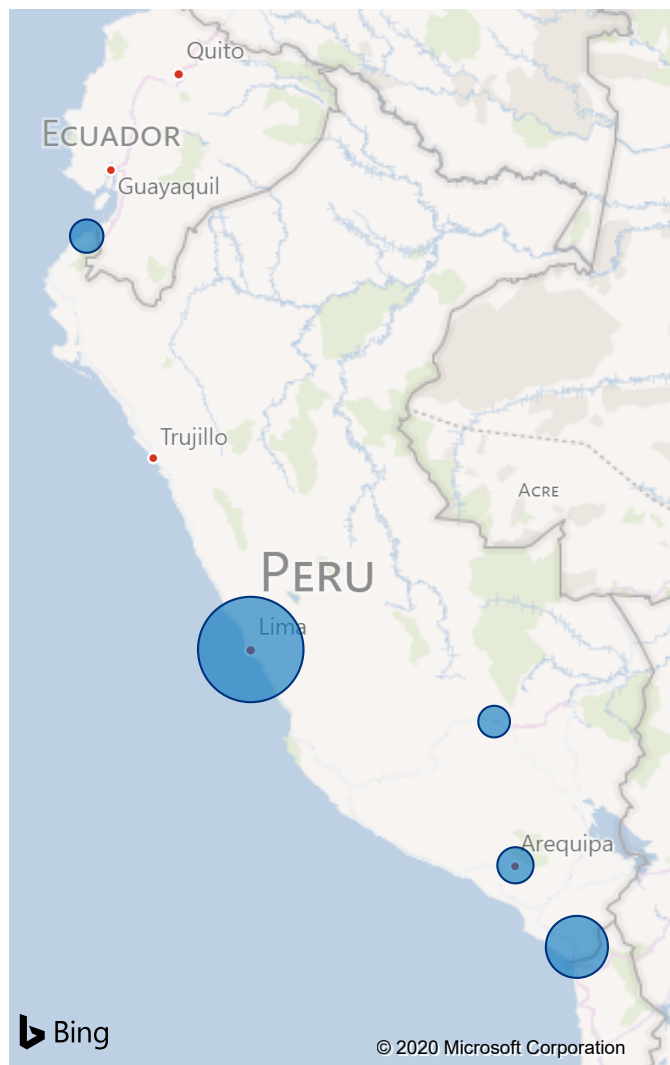 Quito
ECUADOR
Guayaquil
Trujillo
ACRE
PERU
Lima
Arequipa
Bing
© 2020 Microsoft Corporation